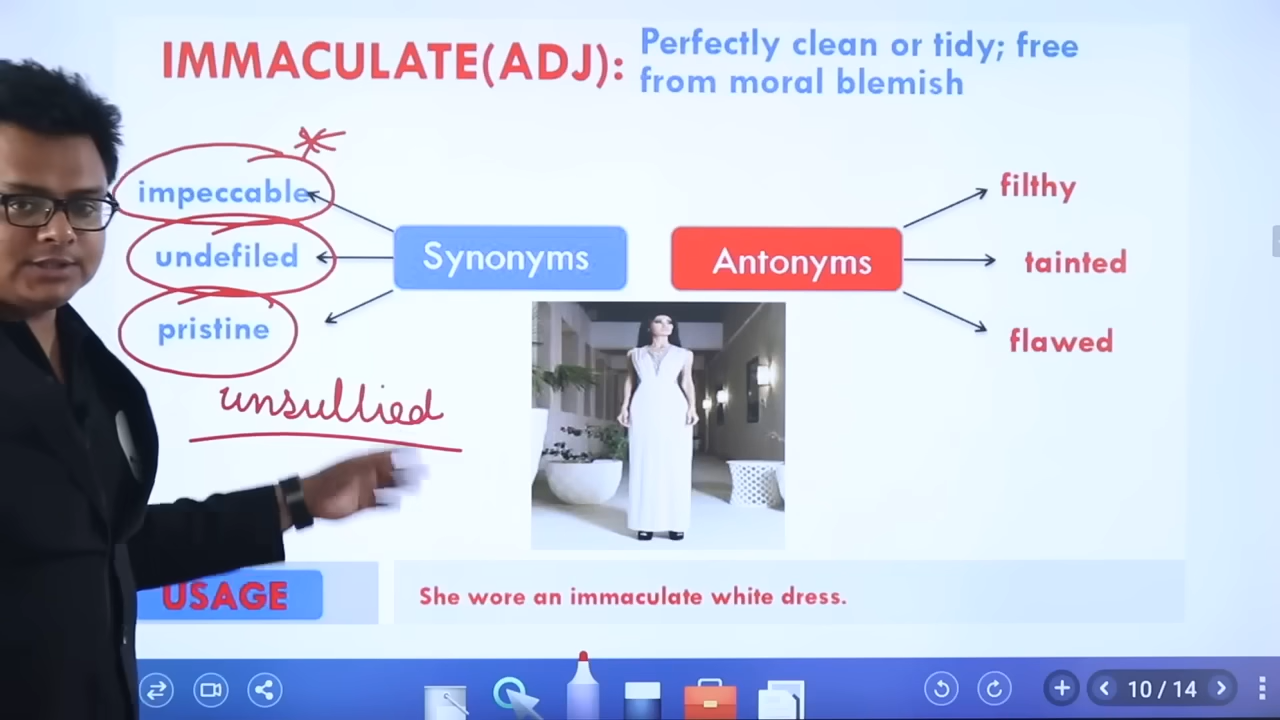 IMMACULATE(ADJ):
Perfectly clean or tidy; free
from moral blemish
impeccable
undefiled
pristine
unsullied
Synonyms
Antonyms
filthy
tainted
flawed
USAGE
She wore an immaculate white dress.
10 / 14